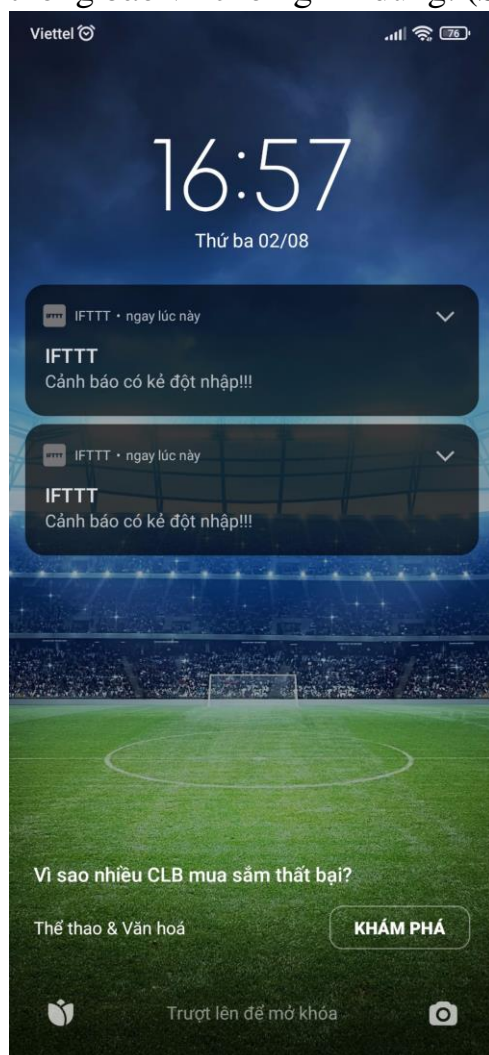 Viettel
76
16:57
Thứ ba 02/08
IFTTT IFTTT • ngay lúc này
IFTTT
Cảnh báo có kẻ đột nhập!!!
IFTTT IFTTT • ngay lúc này
IFTTT
Cảnh báo có kẻ đột nhập!!!
Vì sao nhiều CLB mua sắm thất bại?
Thể thao & Văn hoá
KHÁM PHÁ
Trượt lên để mở khóa